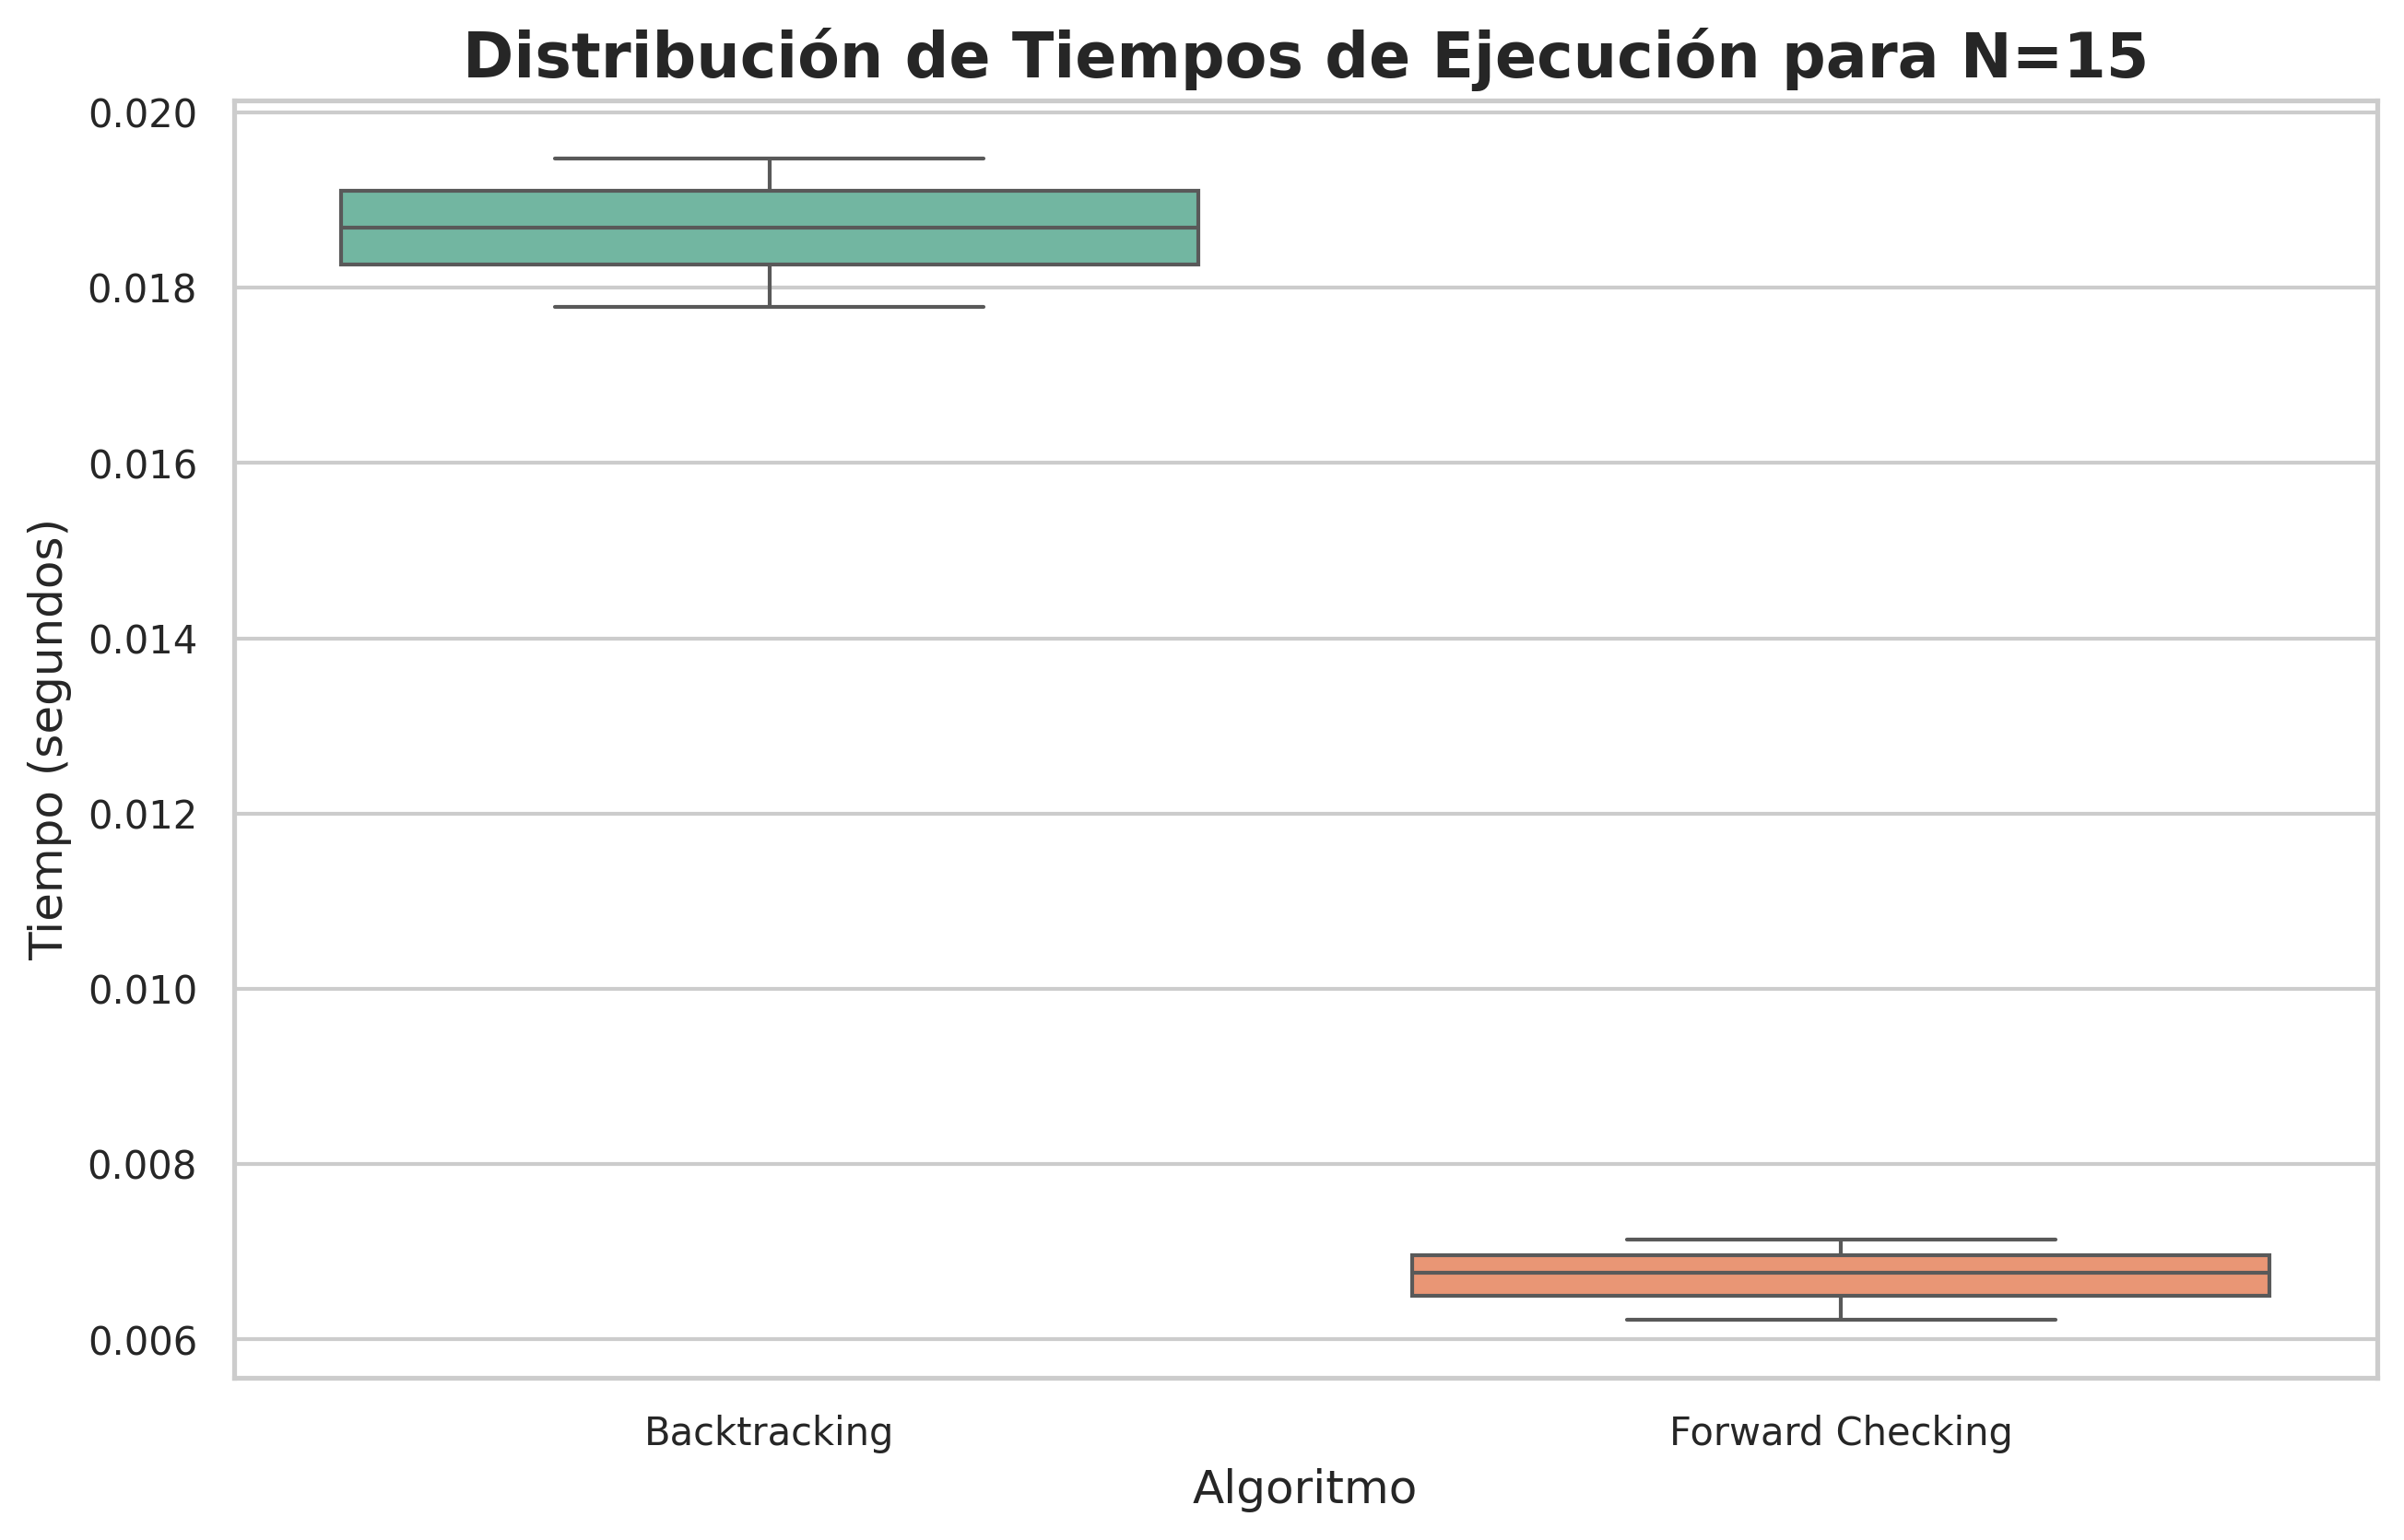 Distribución de Tiempos de Ejecución para N=15
0.020
0.018
0.016
0.014
0.012
0.010
0.008
0.006
Tiempo (segundos)
Backtracking
Forward Checking
Algoritmo